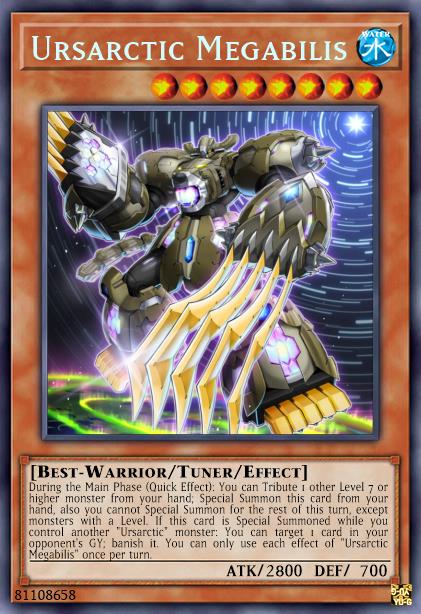 Ursarctic Megabilis
WATER
水
[Best-Warrior/Tuner/Effect]
During the Main Phase (Quick Effect): You can Tribute 1 other Level 7 or
higher monster from your hand; Special Summon this card from your
hand, also you cannot Special Summon for the rest of this turn, except
monsters with a Level. If this card is Special Summoned while you
control another "Ursarctic" monster: You can target 1 card in your
opponent's GY; banish it. You can only use each effect of "Ursarctic
Megabilis" once per turn.
ATK/2800 DEF/ 700
81108658